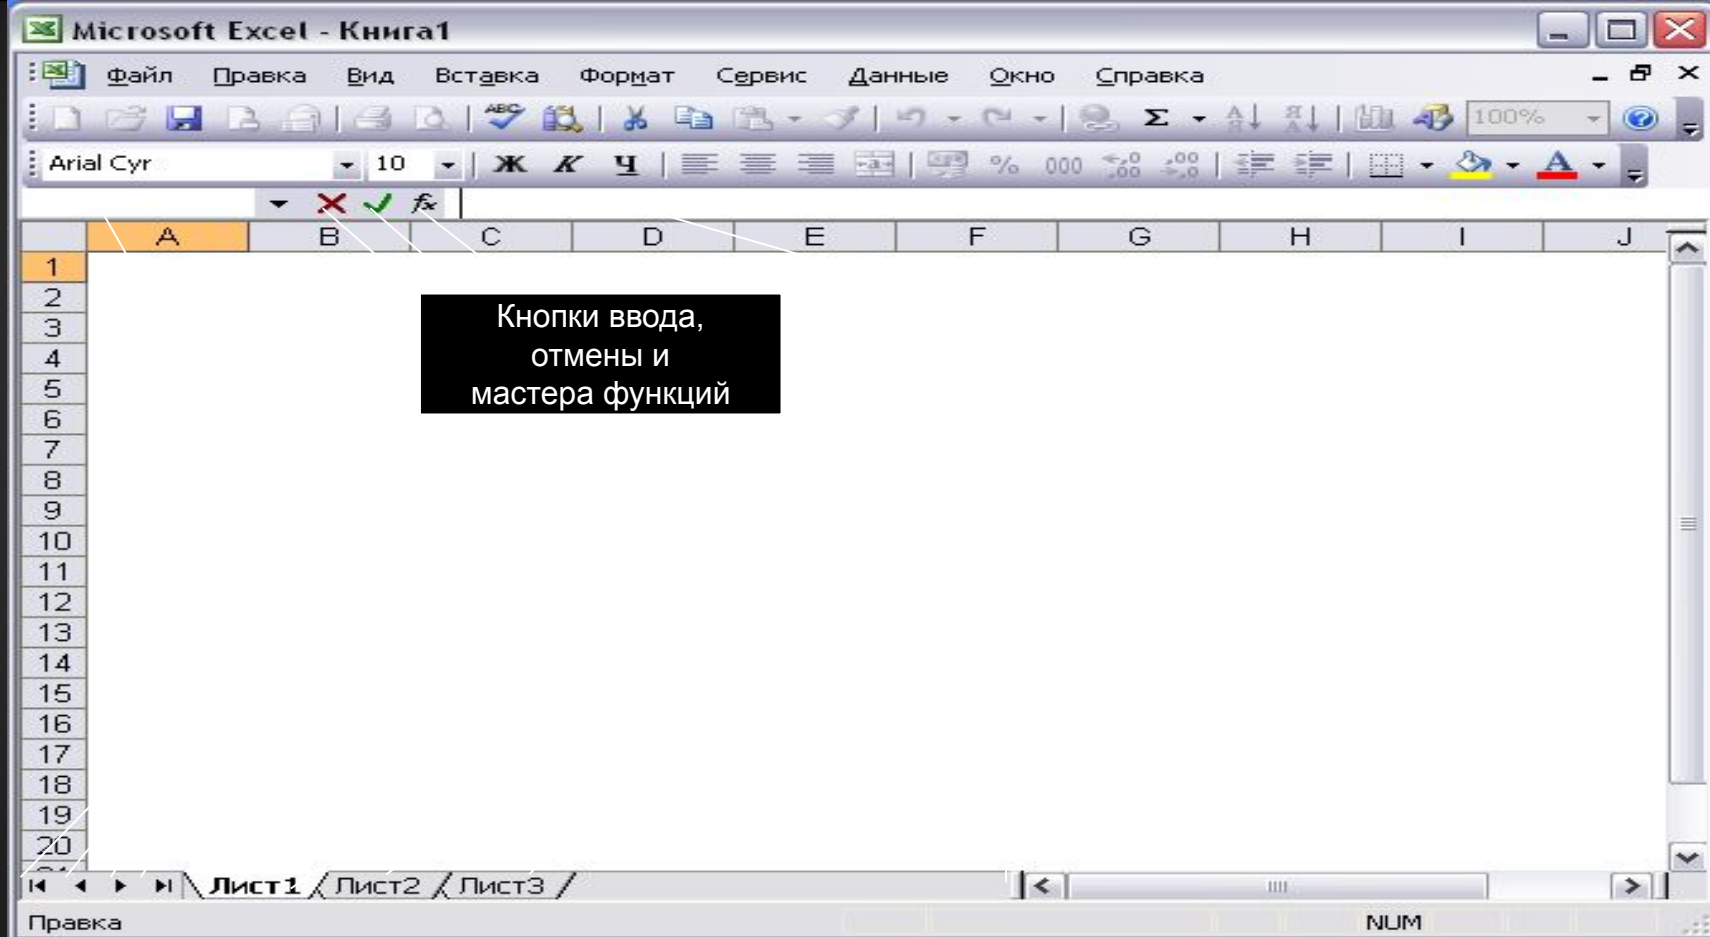 Microsoft Excel - Книга1
Файл Правка Вид Вставка Формат Сервис Данные Окно Справка
ABC Σ 100%
Arial Cyr 10 Ж К Ч % 000 A
fx
A B C D E F G H I J
1
2
3
4
5
6
7
8
9
10
11
12
13
14
15
16
17
18
19
20
Кнопки ввода,
отмены и
мастера функций
Лист1 Лист2 Лист3
Правка NUM